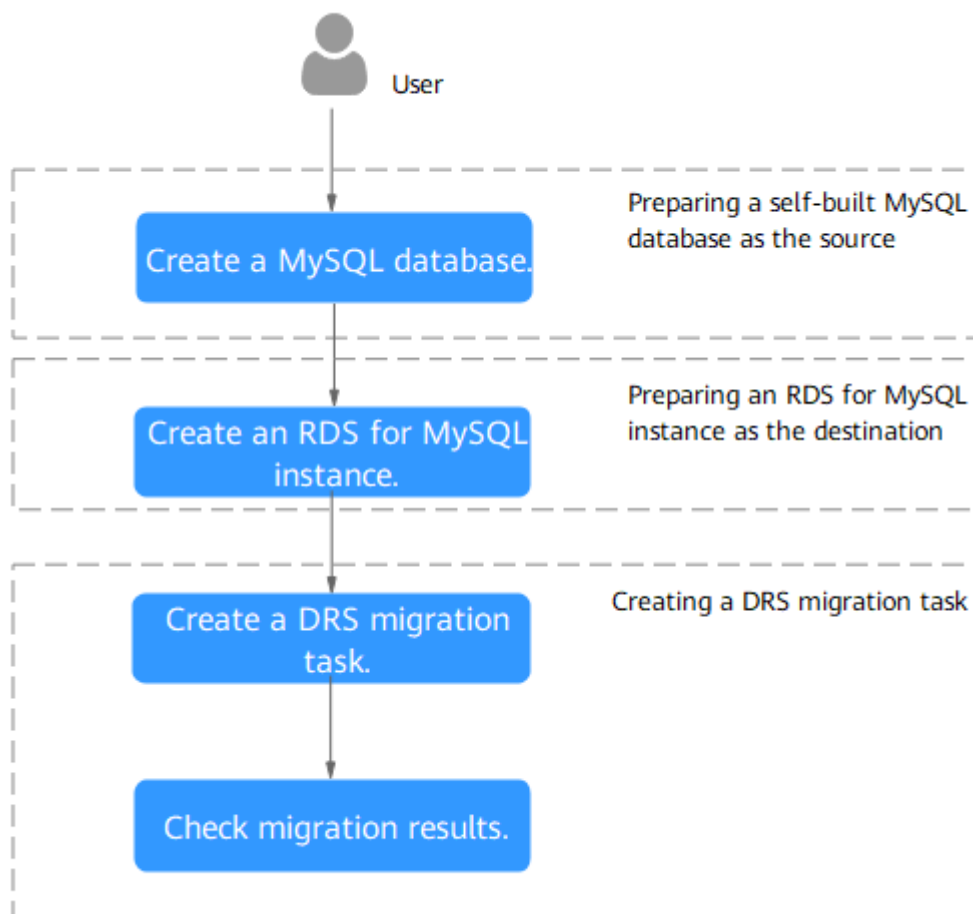 User
Preparing a self-built MySQL
database as the source
Create a MySQL database.
Preparing an RDS for MySQL
instance as the destination
Create an RDS for MySQL
instance.
Creating a DRS migration task
Create a DRS migration
task.
Check migration results.